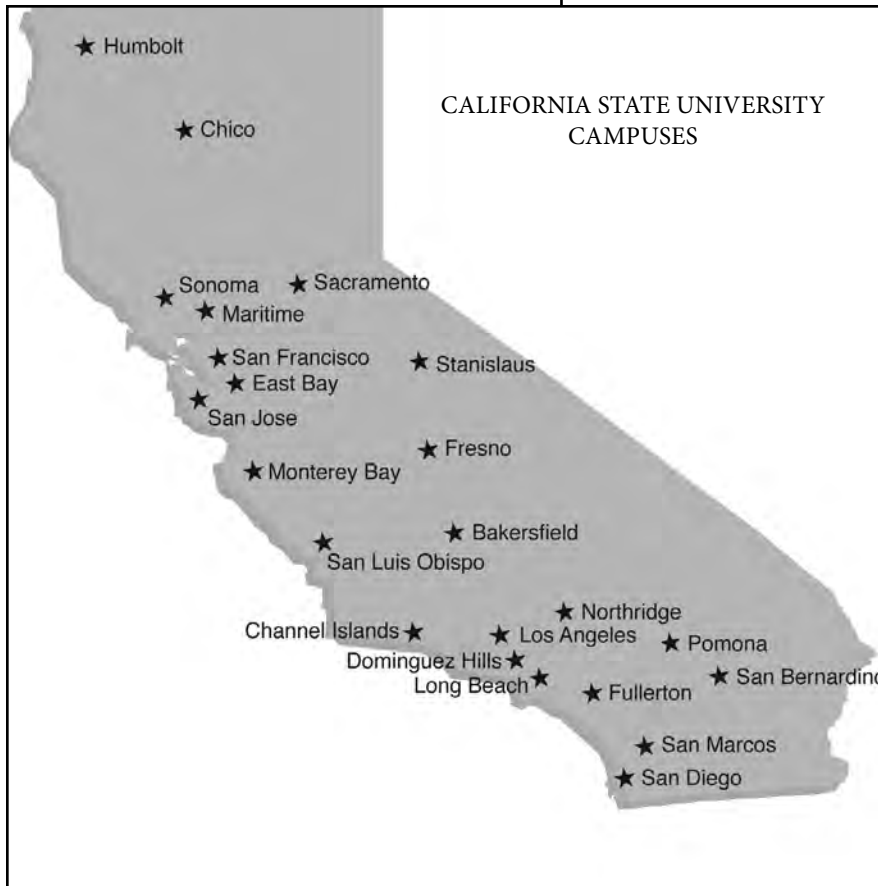 CALIFORNIA STATE UNIVERSITY
CAMPUSES
Humbolt
Chico
Sonoma
Sacramento
Maritime
San Francisco
Stanislaus
East Bay
San Jose
Fresno
Monterey Bay
Bakersfield
San Luis Obispo
Northridge
Channel Islands
Los Angeles
Pomona
Dominguez Hills
Long Beach
San Bernardino
Fullerton
San Marcos
San Diego